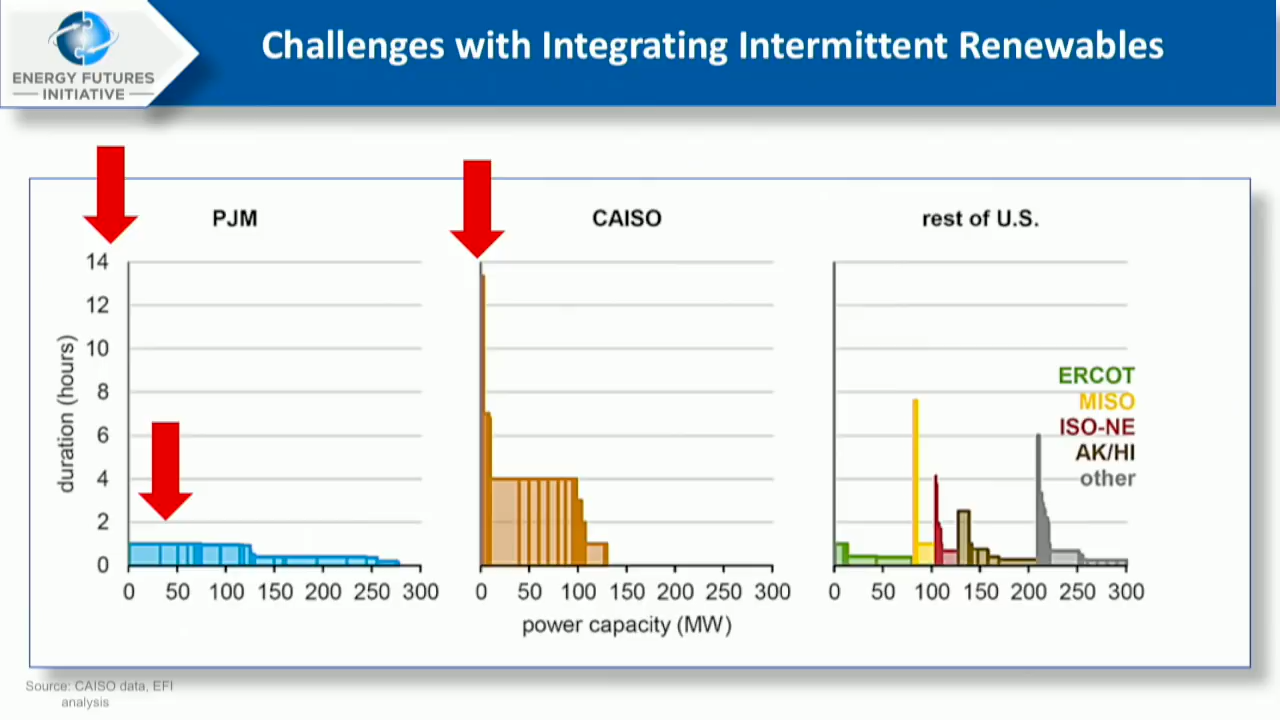 Challenges with Integrating Intermittent Renewables
ENERGY FUTURES
INITIATIVE
PJM
CAISO
rest of U.S.
duration (hours)
14
12
10
8
6
4
2
0
0 50 100 150 200 250 300
0 50 100 150 200 250 300
0 50 100 150 200 250 300
power capacity (MW)
ERCOT
MISO
ISO-NE
AK/HI
other
Source: CAISO data, EFI
analysis